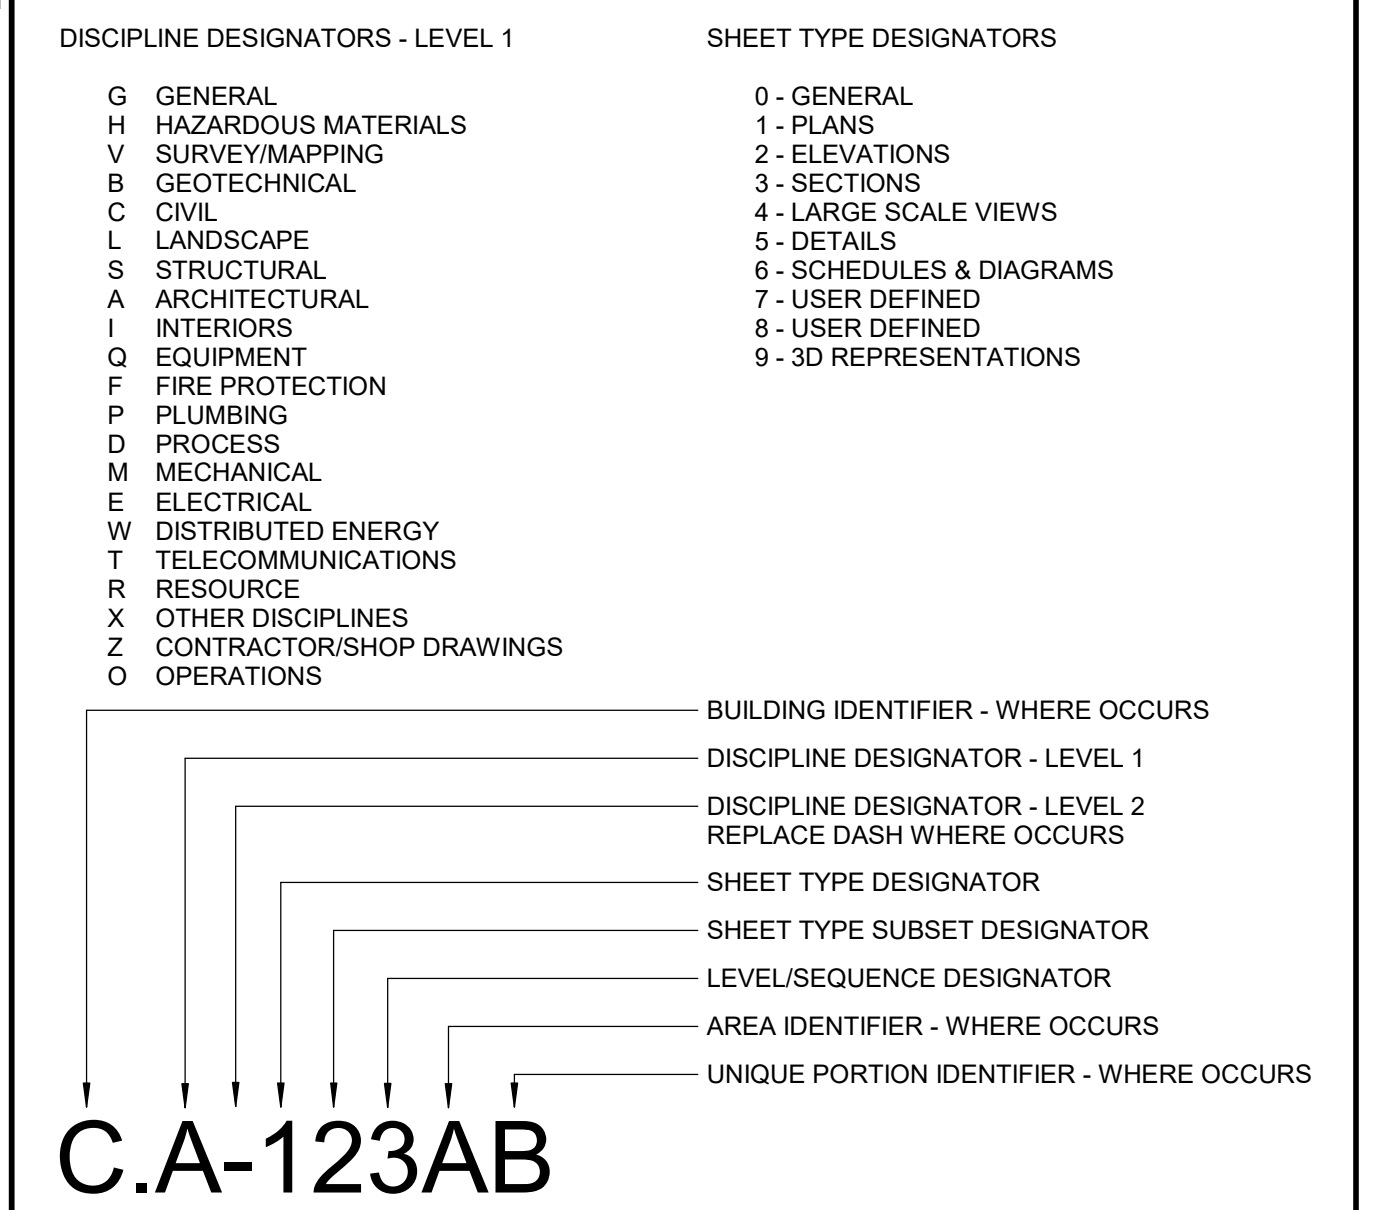 DISCIPLINE DESIGNATORS - LEVEL 1
G GENERAL
H HAZARDOUS MATERIALS
V SURVEY/MAPPING
B GEOTECHNICAL
C CIVIL
L LANDSCAPE
S STRUCTURAL
A ARCHITECTURAL
I INTERIORS
Q EQUIPMENT
F FIRE PROTECTION
P PLUMBING
D PROCESS
M MECHANICAL
E ELECTRICAL
W DISTRIBUTED ENERGY
T TELECOMMUNICATIONS
R RESOURCE
X OTHER DISCIPLINES
Z CONTRACTOR/SHOP DRAWINGS
O OPERATIONS
SHEET TYPE DESIGNATORS
0 - GENERAL
1 - PLANS
2 - ELEVATIONS
3 - SECTIONS
4 - LARGE SCALE VIEWS
5 - DETAILS
6 - SCHEDULES & DIAGRAMS
7 - USER DEFINED
8 - USER DEFINED
9 - 3D REPRESENTATIONS
BUILDING IDENTIFIER - WHERE OCCURS
DISCIPLINE DESIGNATOR - LEVEL 1
DISCIPLINE DESIGNATOR - LEVEL 2
REPLACE DASH WHERE OCCURS
SHEET TYPE DESIGNATOR
SHEET TYPE SUBSET DESIGNATOR
LEVEL/SEQUENCE DESIGNATOR
AREA IDENTIFIER - WHERE OCCURS
UNIQUE PORTION IDENTIFIER - WHERE OCCURS
C.A-123AB